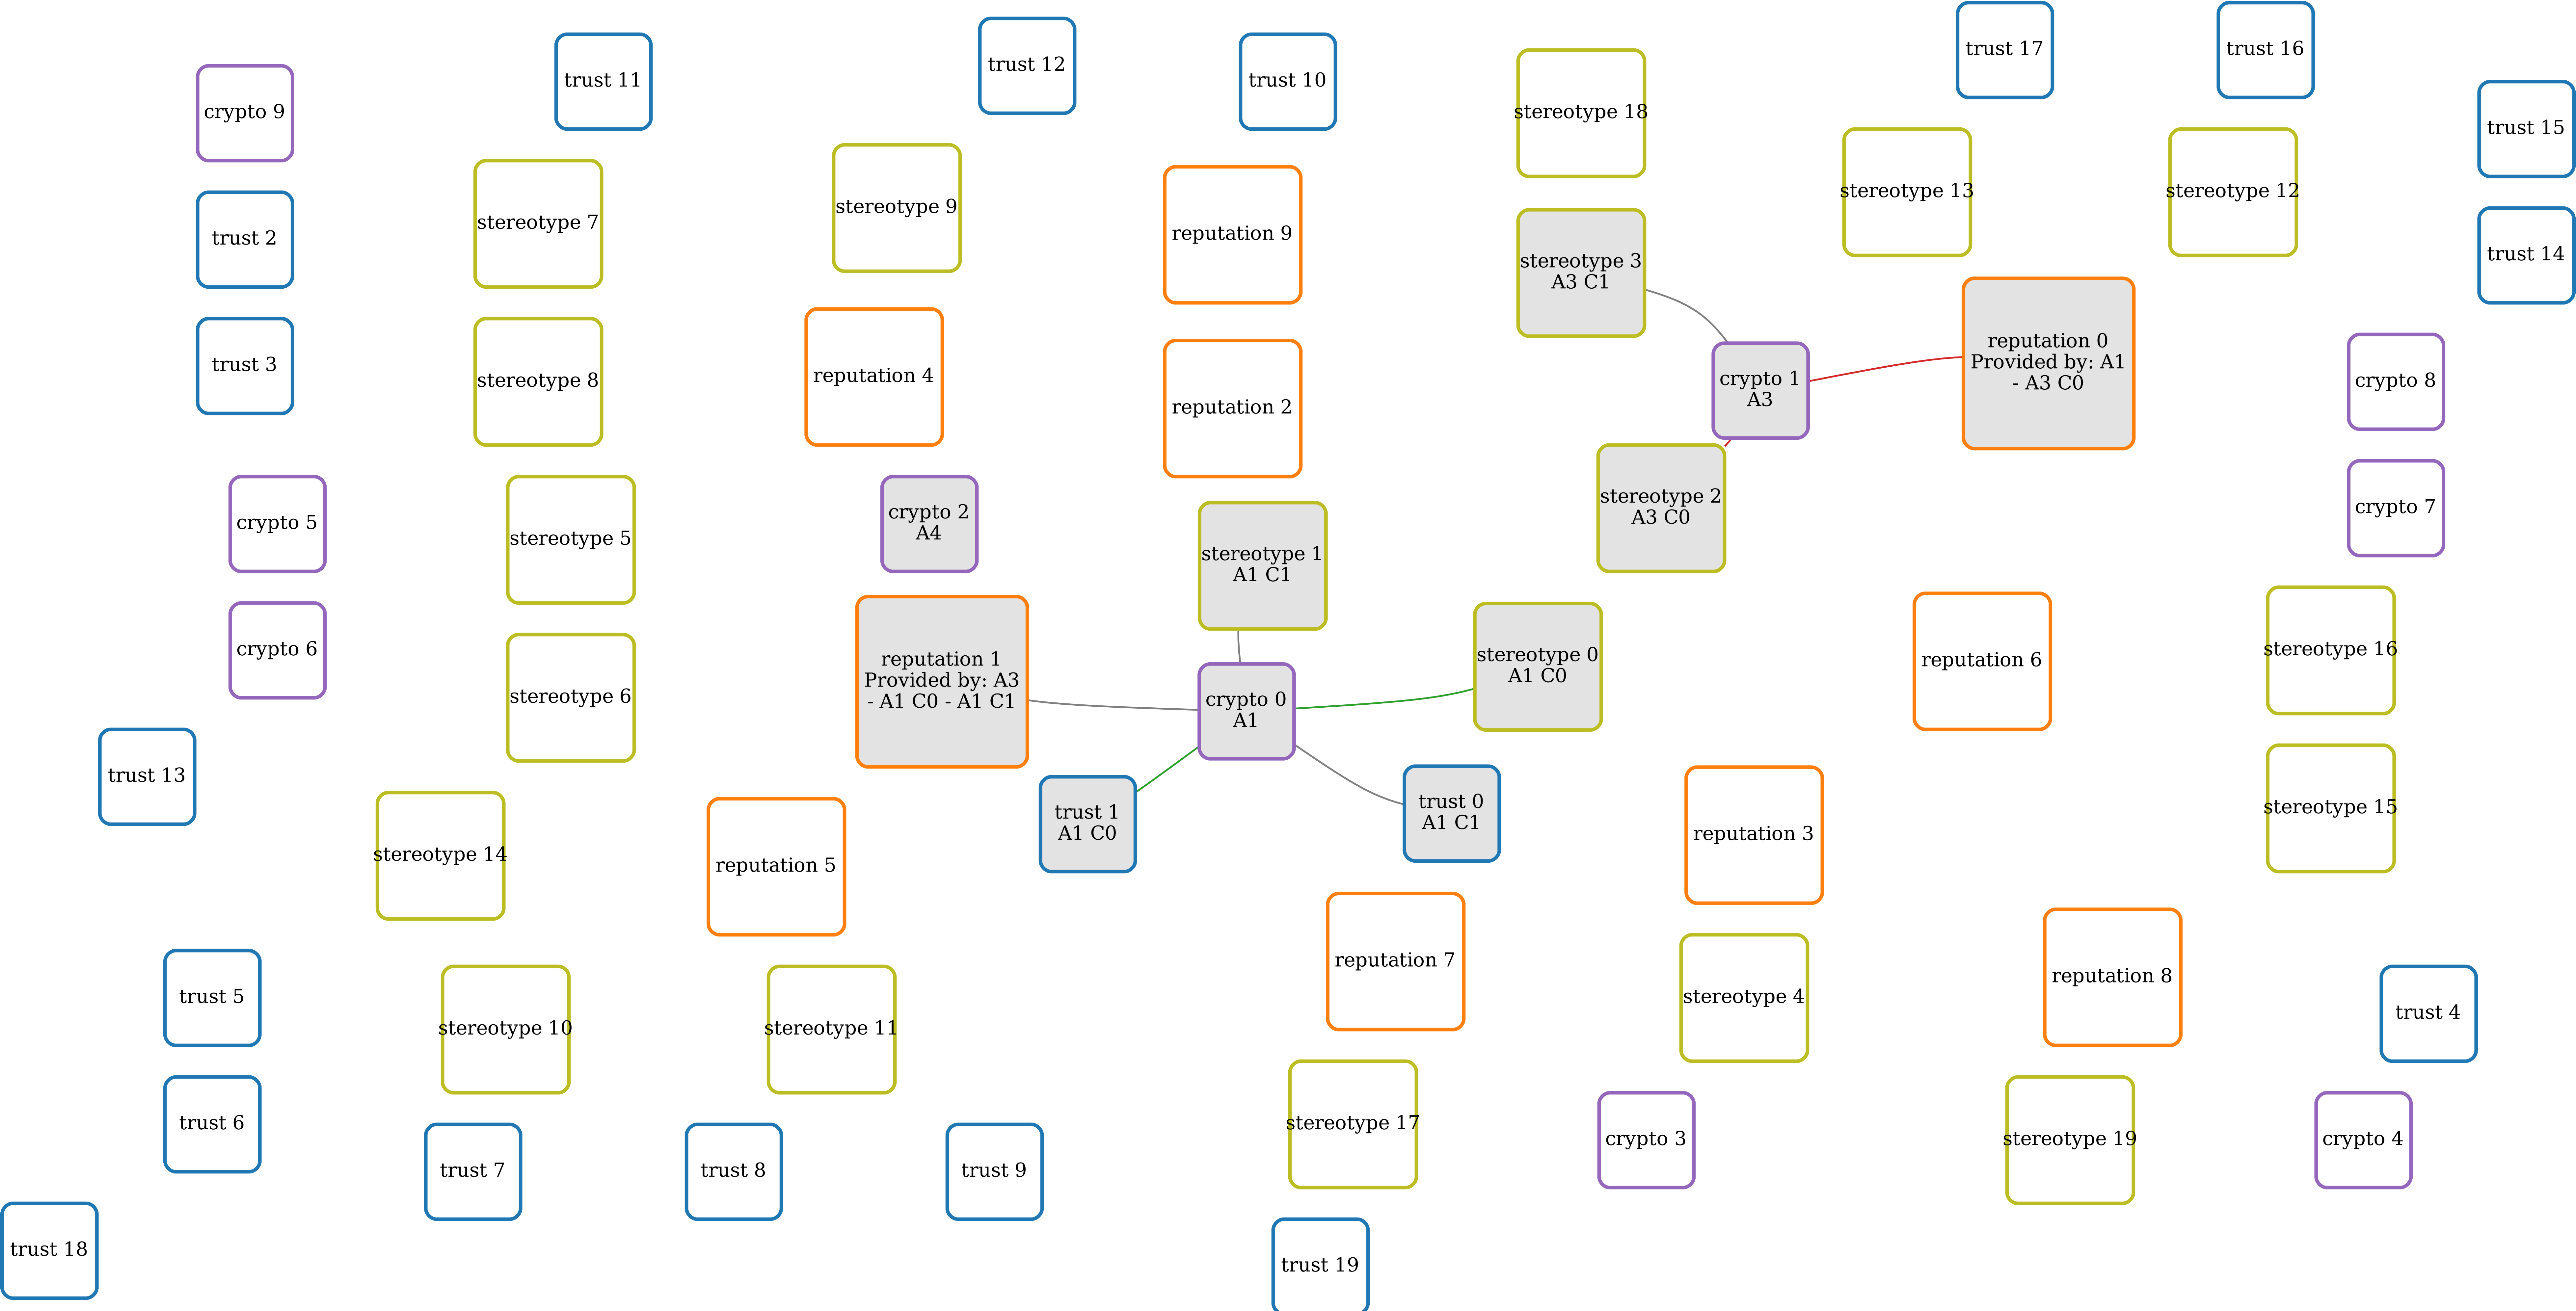 trust 17
trust 16
trust 12
trust 11
trust 10
crypto 9
stereotype 18
trust 15
stereotype 13
stereotype 12
stereotype 9
stereotype 7
trust 2
reputation 9
trust 14
stereotype 3
A3 C1
reputation 0
Provided by: A1
- A3 C0
trust 3
stereotype 8
reputation 4
crypto 1
A3
crypto 8
reputation 2
stereotype 2
A3 C0
crypto 7
crypto 5
stereotype 5
crypto 2
A4
stereotype 1
A1 C1
crypto 6
stereotype 6
reputation 1
Provided by: A3
- A1 C0 - A1 C1
crypto 0
A1
stereotype 0
A1 C0
reputation 6
stereotype 16
trust 13
trust 1
A1 C0
trust 0
A1 C1
stereotype 15
stereotype 14
reputation 5
reputation 3
reputation 7
reputation 8
trust 5
stereotype 10
stereotype 11
stereotype 4
trust 4
trust 6
stereotype 17
crypto 3
stereotype 19
crypto 4
trust 7
trust 8
trust 9
trust 18
trust 19